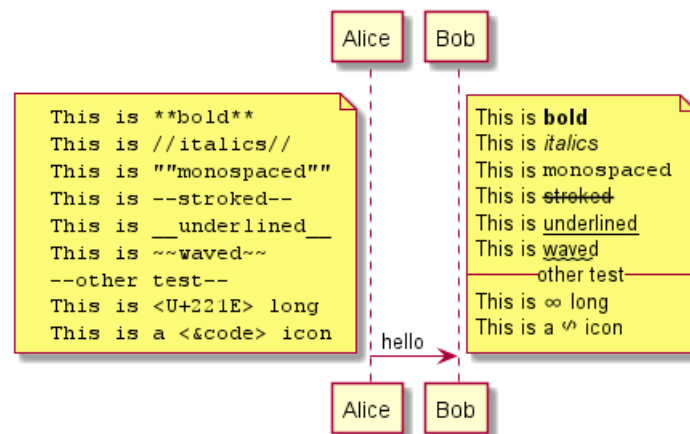 Alice
Bob
This is **bold**
This is //italics//
This is ""monospaced""
This is --stroked--
This is __underlined__
This is ~~waved~~
--other test--
This is <U+221E> long
This is a <&code> icon
This is bold
This is italics
This is monospaced
This is stroked
This is underlined
This is waved
other test
This is ∞ long
This is a icon
hello
Alice
Bob